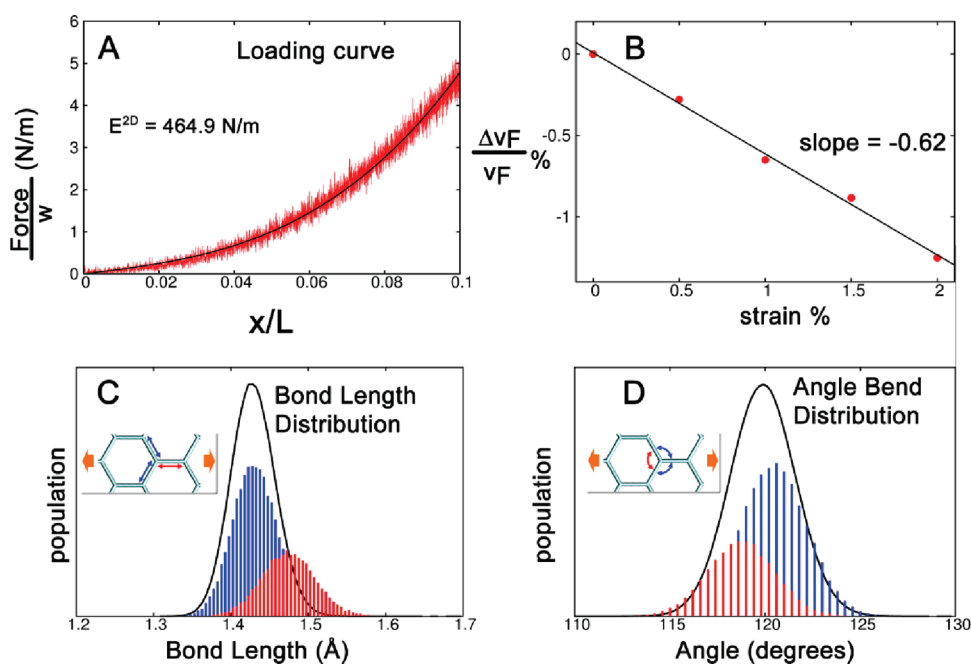 A
Loading curve
E2D = 464.9 N/m
Force
w
(N/m)
6
5
4
3
2
1
0
0
0.02
0.04
0.06
0.08
0.1
x/L
B
slope = -0.62
ΔvF
vF
%
0
-0.5
-1
0
0.5
1
1.5
2
strain %
C
Bond Length
Distribution
population
1.2
1.3
1.4
1.5
1.6
1.7
Bond Length (Å)
D
Angle Bend
Distribution
population
110
115
120
125
130
Angle (degrees)